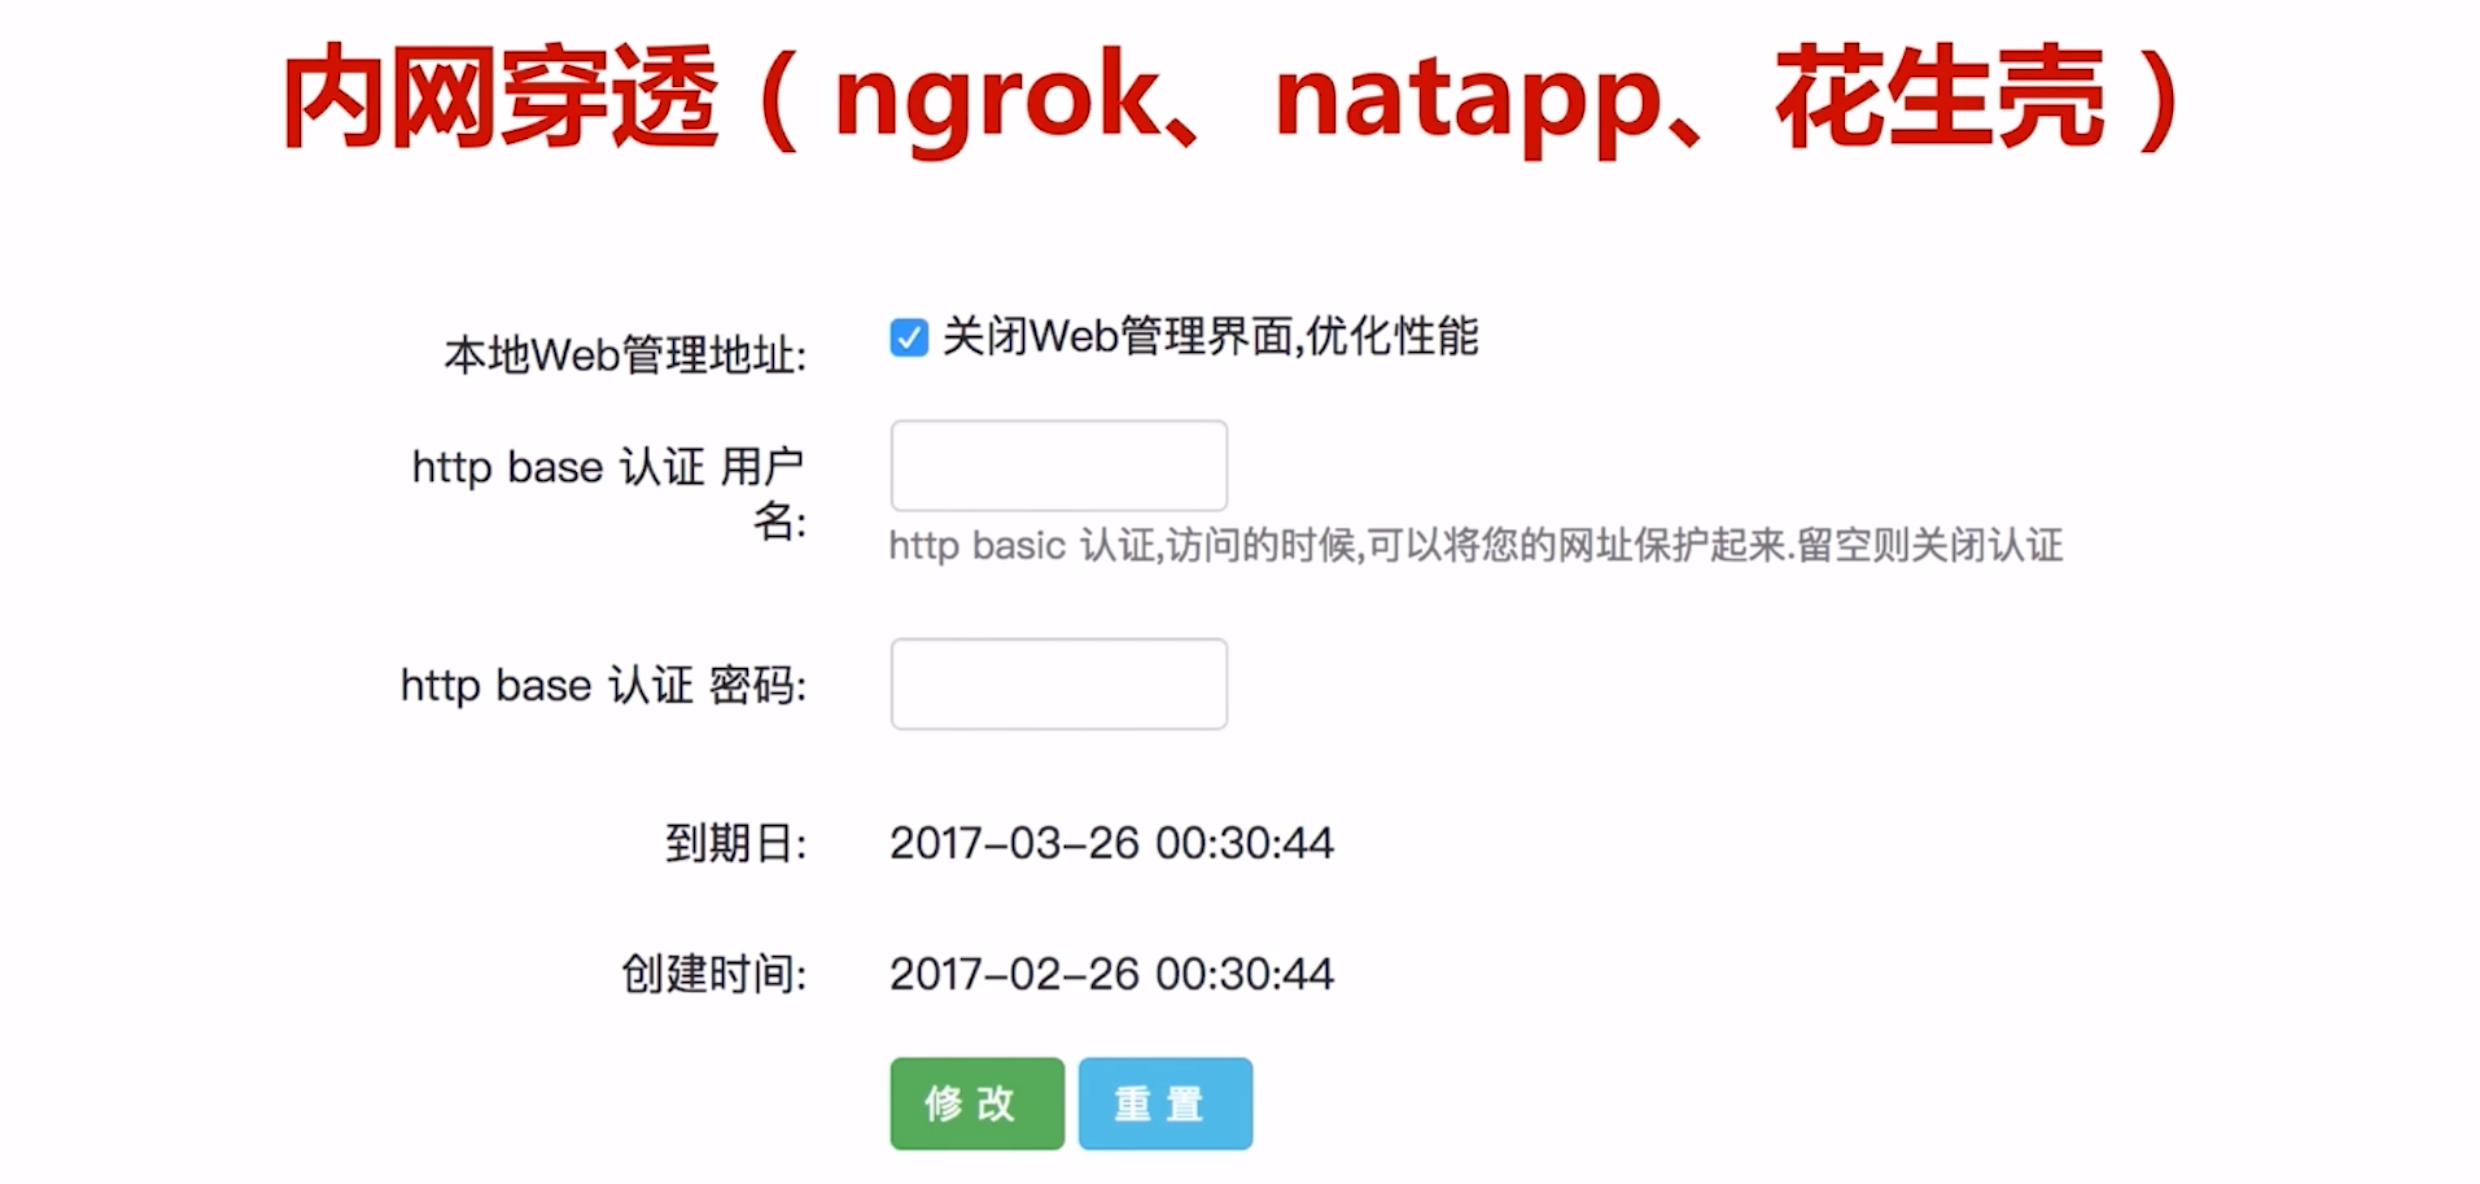 内网穿透（ngrok、natapp、花生壳）
本地Web管理地址:
关闭Web管理界面,优化性能
http base 认证 用户
名:
http basic 认证,访问的时候,可以将您的网址保护起来.留空则关闭认证
http base 认证 密码:
到期日:
2017-03-26 00:30:44
创建时间:
2017-02-26 00:30:44
修 改
重 置